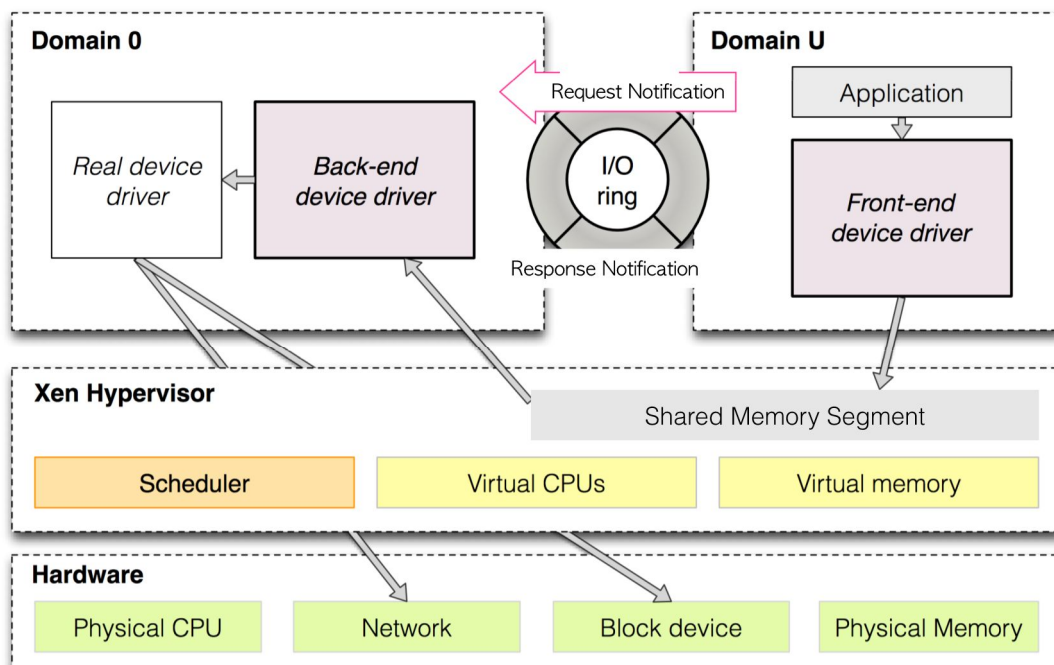 Domain 0
Domain U
Request Notification
Application
Real device
driver
Back-end
device driver
I/O
ring
Front-end
device driver
Response Notification
Xen Hypervisor
Shared Memory Segment
Scheduler
Virtual CPUs
Virtual memory
Hardware
Physical CPU
Network
Block device
Physical Memory